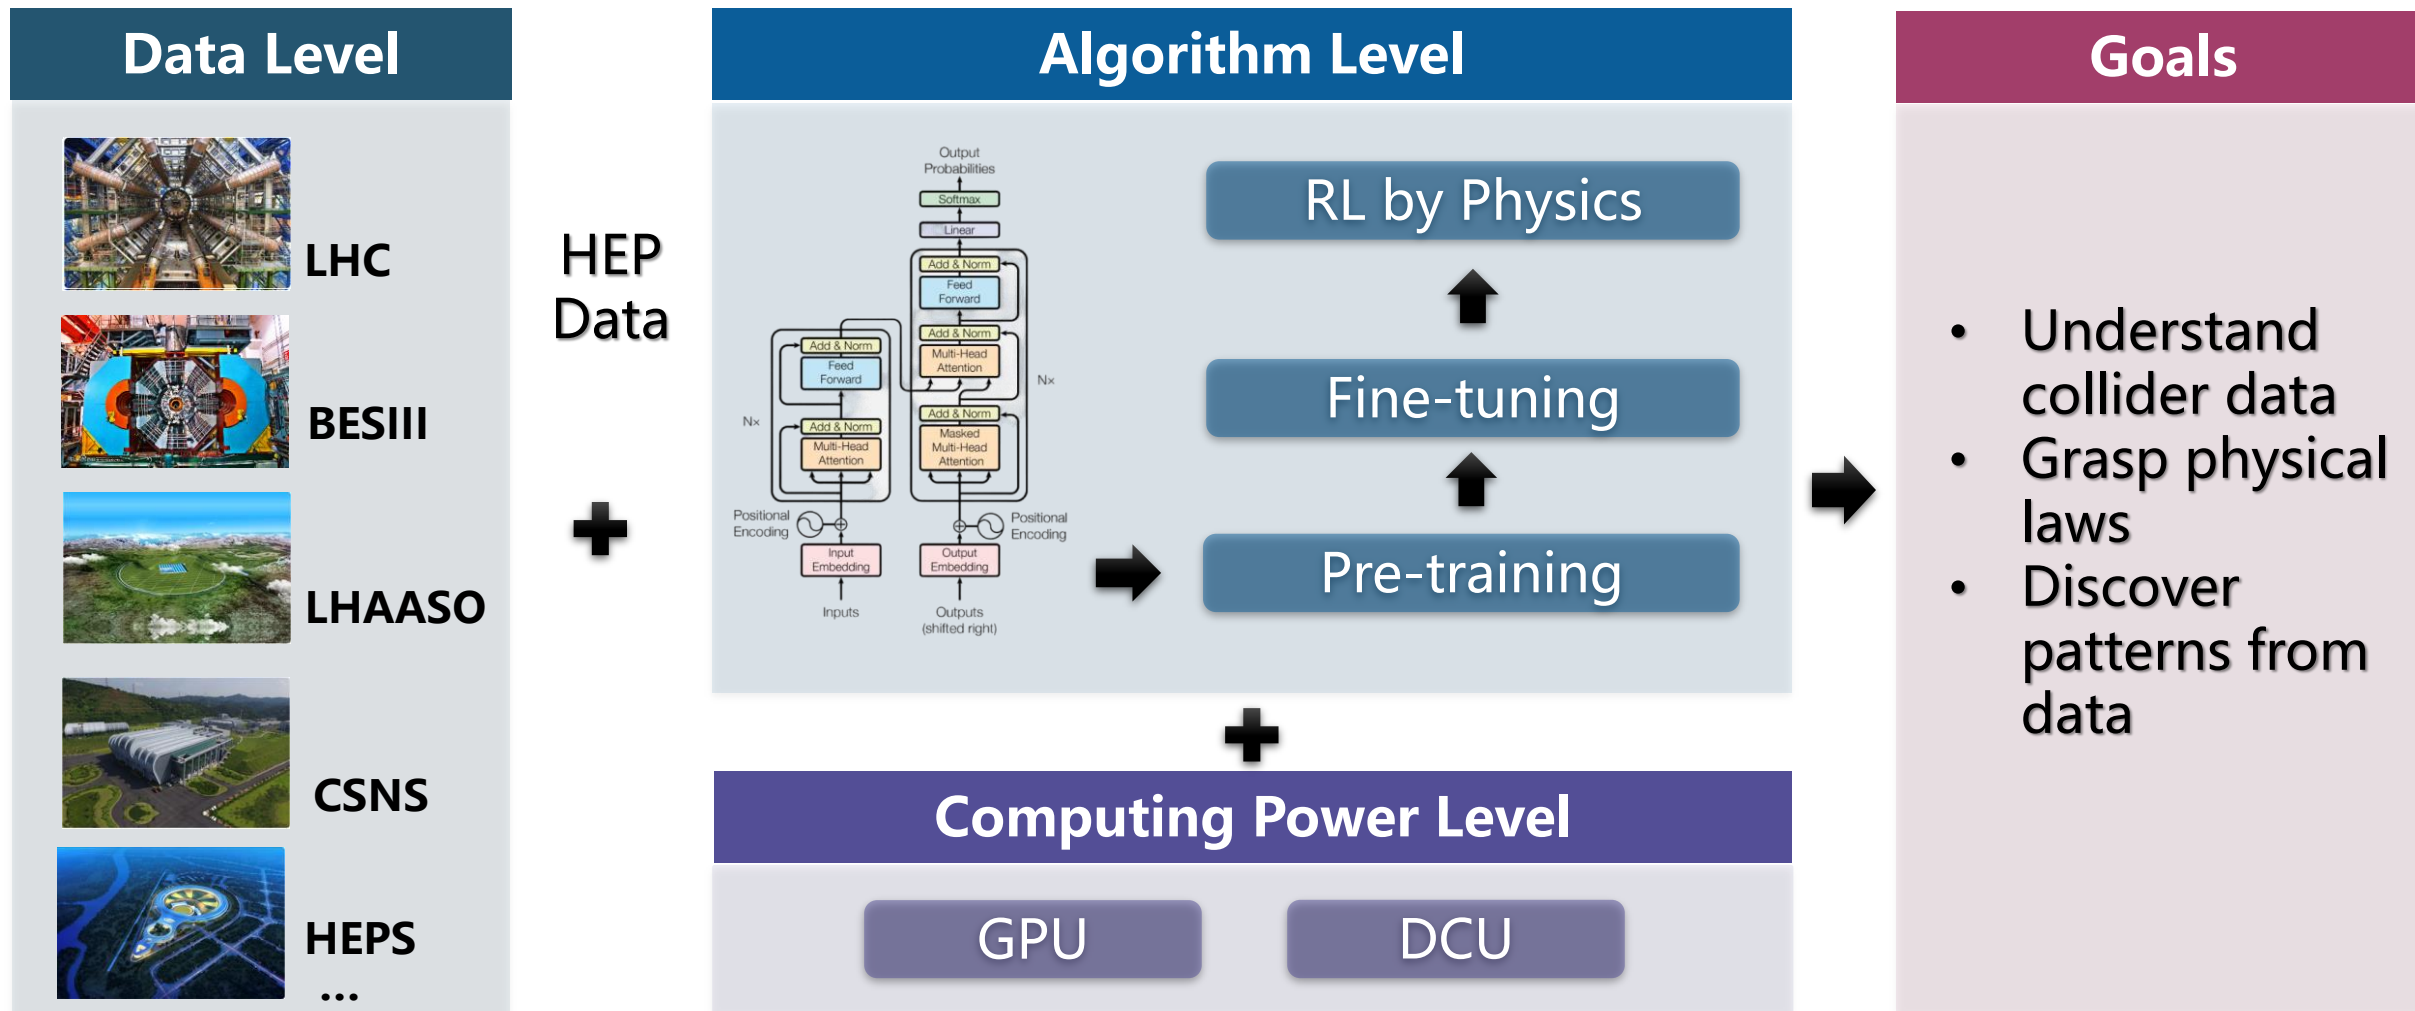 Data Level
LHC
BESIII
LHAASO
CSNS
HEPS
...
HEP
Data
Algorithm Level
Output
Probabilities
Softmax
Linear
Add & Norm
Feed
Forward
Add & Norm
Multi-Head
Attention
Nx
Add & Norm
Masked
Multi-Head
Attention
Add & Norm
Feed
Forward
Nx
Add & Norm
Multi-Head
Attention
Positional
Encoding
Positional
Encoding
Input
Embedding
Output
Embedding
Inputs
Outputs
(shifted right)
RL by Physics
Fine-tuning
Pre-training
Computing Power Level
GPU
DCU
Goals
• Understand
collider data
• Grasp physical
laws
• Discover
patterns from
data